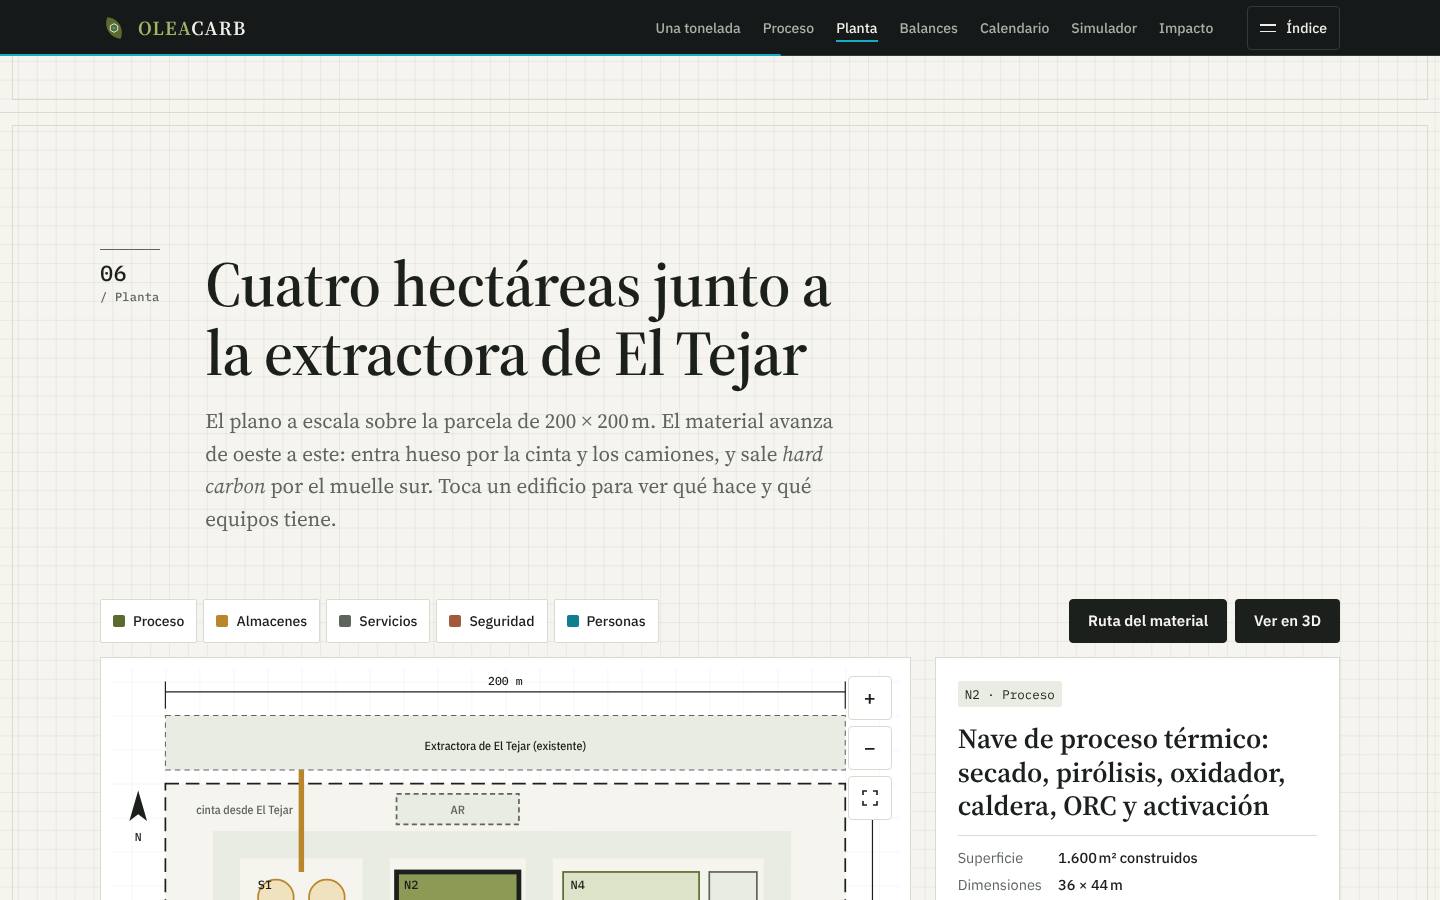 OLEACARB
Una tonelada
Proceso
Planta
Balances
Calendario
Simulador
Impacto
Índice
06
/ Planta
Cuatro hectáreas junto a
la extractora de El Tejar
El plano a escala sobre la parcela de 200 × 200 m. El material avanza
de oeste a este: entra hueso por la cinta y los camiones, y sale hard
carbon por el muelle sur. Toca un edificio para ver qué hace y qué
equipos tiene.
Proceso
Almacenes
Servicios
Seguridad
Personas
Ruta del material
Ver en 3D
200 m
+
Extractora de El Tejar (existente)
−
cinta desde El Tejar
AR
N
S1
N2
N4
N2 · Proceso
Nave de proceso térmico:
secado, pirólisis, oxidador,
caldera, ORC y activación
Superficie 1.600 m² construidos
Dimensiones 36 × 44 m